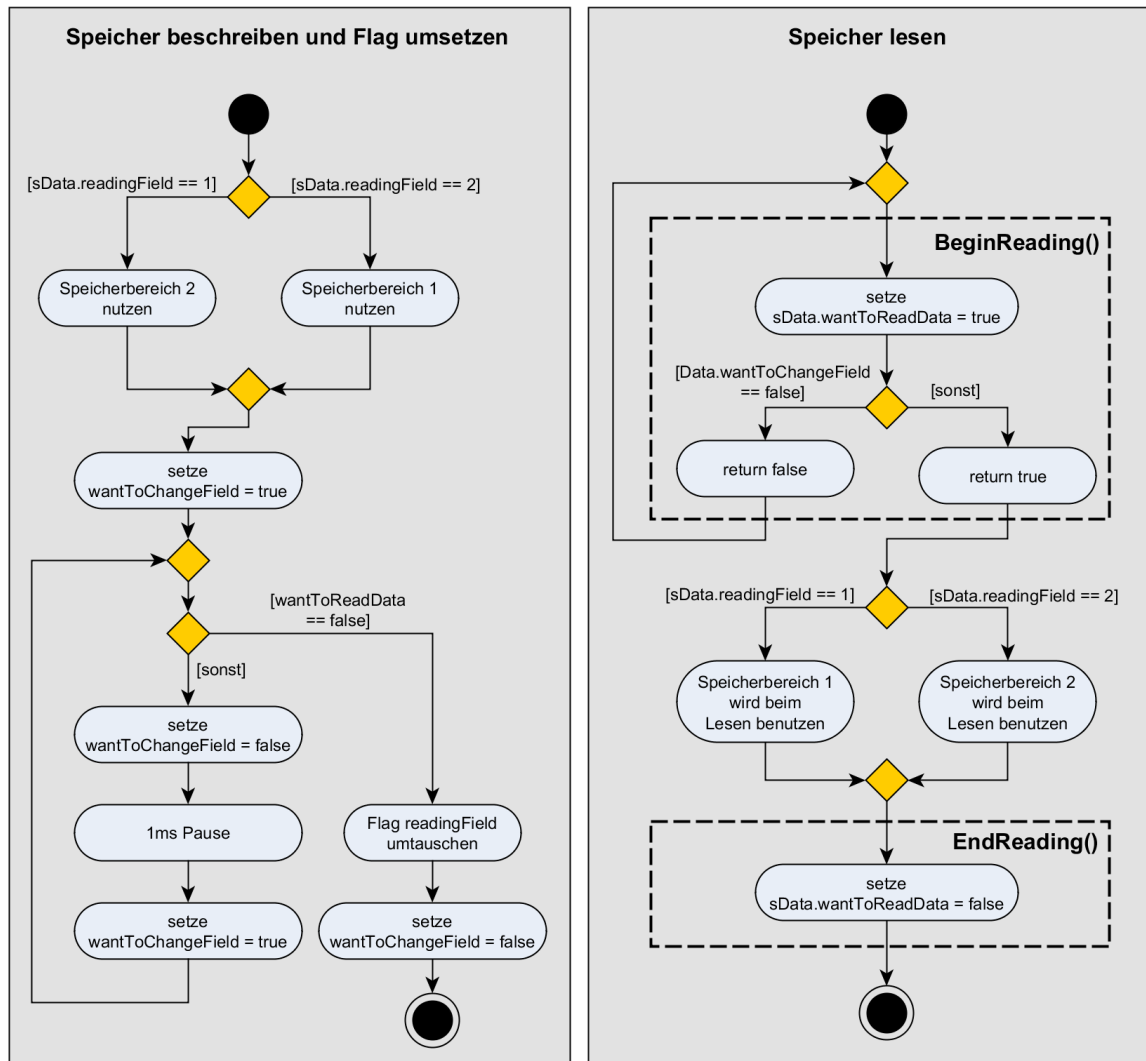 Speicher beschreiben und Flag umsetzen
[sData.readingField == 1]
[sData.readingField == 2]
Speicherbereich 2
nutzen
Speicherbereich 1
nutzen
setze
wantToChangeField = true
[wantToReadData
== false]
[sonst]
setze
wantToChangeField = false
1ms Pause
setze
wantToChangeField = true
Flag readingField
umtauschen
setze
wantToChangeField = false
Speicher lesen
BeginReading()
setze
sData.wantToReadData = true
[Data.wantToChangeField
== false]
[sonst]
return false
return true
[sData.readingField == 1]
[sData.readingField == 2]
Speicherbereich 1
wird beim
Lesen benutzen
Speicherbereich 2
wird beim
Lesen benutzen
EndReading()
setze
sData.wantToReadData = false